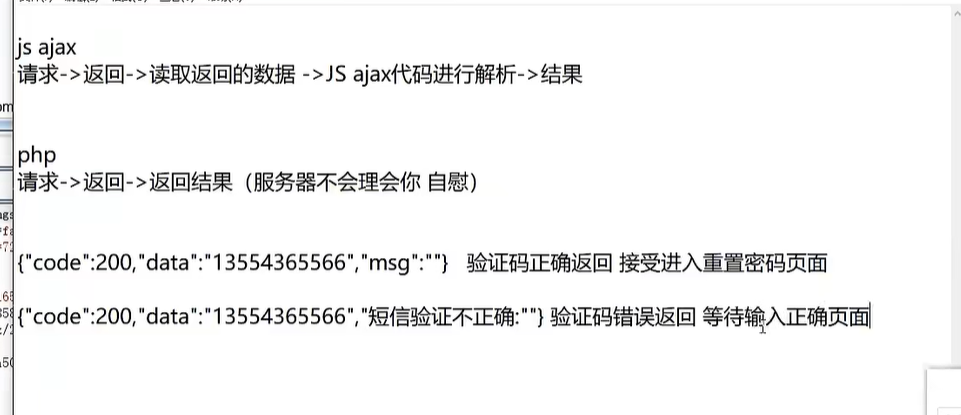 js ajax
请求->返回->读取返回的数据 ->JS ajax代码进行解析->结果
php
请求->返回->返回结果（服务器不会理会你 自慰）
{"code":200,"data":"13554365566","msg":""} 验证码正确返回 接受进入重置密码页面
{"code":200,"data":"13554365566","短信验证不正确:""} 验证码错误返回 等待输入正确页面